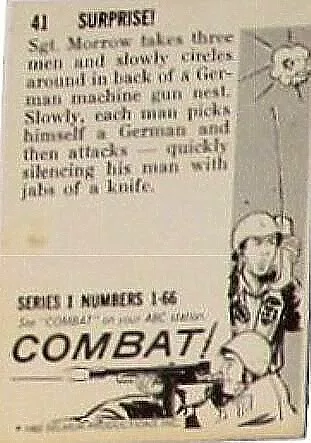 41 SURPRISE!
Sgt. Morrow takes three
men and slowly circles
around in back of a Ger-
man machine gun nest.
Slowly, each man picks
himself a German and
then attacks — quickly
silencing his man with
jabs of a knife.
SERIES I NUMBERS 1-66
See "COMBAT" on your ABC station.
COMBAT!